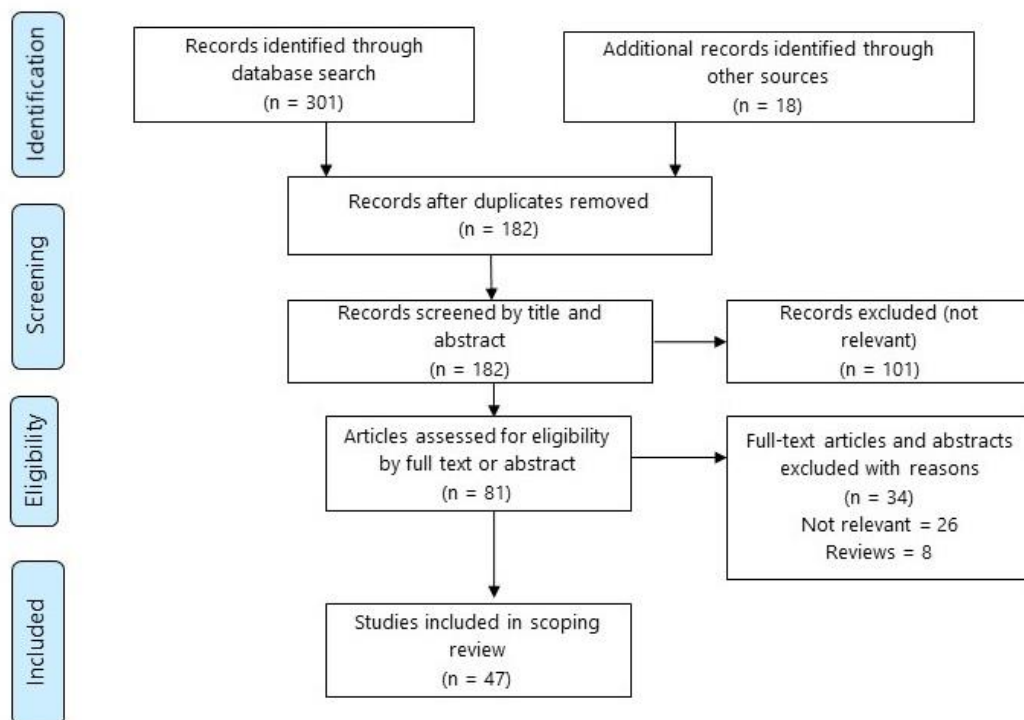 Identification
Records identified through
database search
(n = 301)
Additional records identified through
other sources
(n = 18)
Records after duplicates removed
(n = 182)
Screening
Records screened by title and
abstract
(n = 182)
Records excluded (not
relevant)
(n = 101)
Eligibility
Articles assessed for eligibility
by full text or abstract
(n = 81)
Full-text articles and abstracts
excluded with reasons
(n = 34)
Not relevant = 26
Reviews = 8
Included
Studies included in scoping
review
(n = 47)